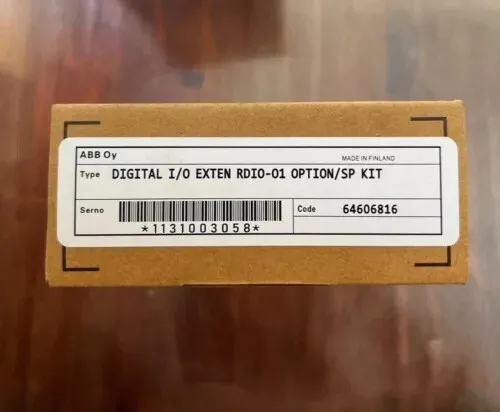 ABB Oy
MADE IN FINLAND
Type DIGITAL I/O EXTEN RDIO-01 OPTION/SP KIT
Serno *1131003058* Code 64606816